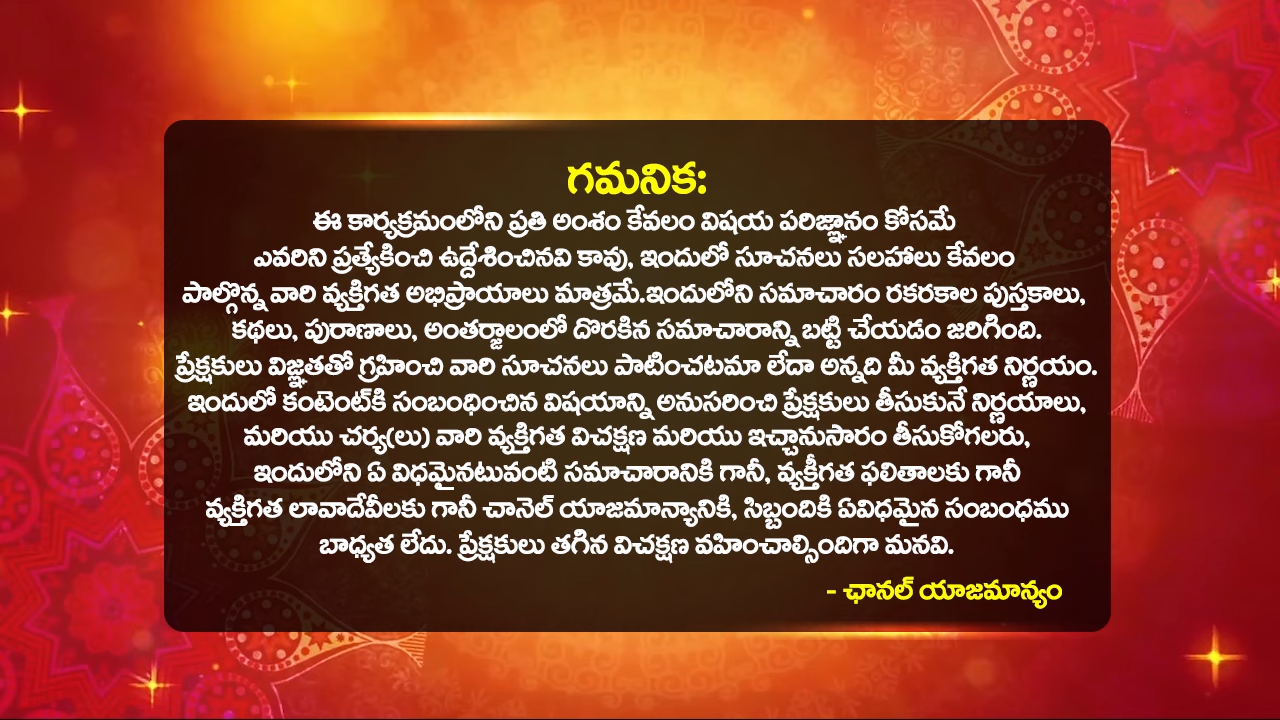 గమనిక:
ఈ కార్యక్రమంలోని ప్రతి అంశం కేవలం విషయ పరిజ్ఞానం కోసమే
ఎవరిని ప్రత్యేకించి ఉద్దేశించినవి కావు, ఇందులో సూచనలు సలహాలు కేవలం
పాల్గొన్న వారి వ్యక్తిగత అభిప్రాయాలు మాత్రమే.ఇందులోని సమాచారం రకరకాల పుస్తకాలు,
కథలు, పురాణాలు, అంతర్జాలంలో దొరకిన సమాచారాన్ని బట్టి చేయడం జరిగింది.
ప్రేక్షకులు విజ్ఞతతో గ్రహించి వారి సూచనలు పాటించటమా లేదా అన్నది మీ వ్యక్తిగత నిర్ణయం.
ఇందులో కంటెంట్‌కి సంబంధించిన విషయాన్ని అనుసరించి ప్రేక్షకులు తీసుకునే నిర్ణయాలు,
మరియు చర్య(లు) వారి వ్యక్తిగత విచక్షణ మరియు ఇచ్చానుసారం తీసుకోగలరు,
ఇందులోని ఏ విధమైనటువంటి సమాచారానికి గానీ, వ్యక్తీగత ఫలితాలకు గానీ
వ్యక్తిగత లావాదేవీలకు గానీ చానెల్ యాజమాన్యానికి, సిబ్బందికి ఏవిధమైన సంబంధము
బాధ్యత లేదు. ప్రేక్షకులు తగిన విచక్షణ వహించాల్సిందిగా మనవి.
- ఛానల్ యాజమాన్యం